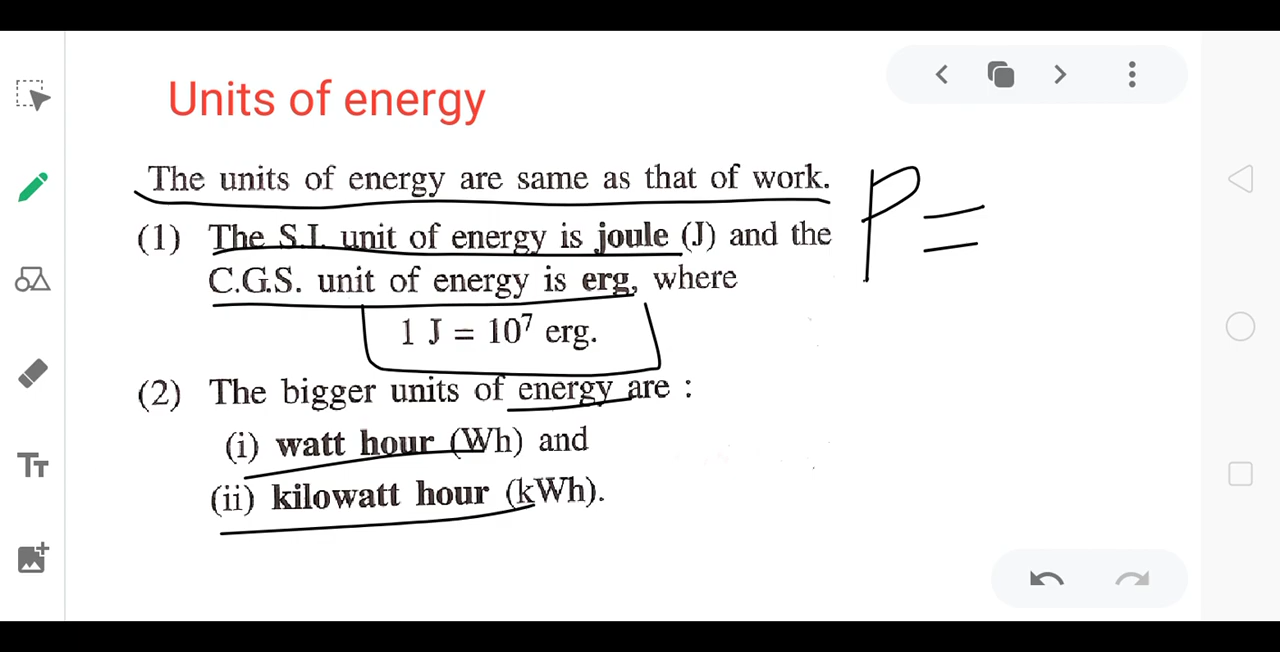 Units of energy
The units of energy are same as that of work.
P =
(1) The S.I. unit of energy is joule (J) and the
C.G.S. unit of energy is erg, where
1 J = 10⁷ erg.
(2) The bigger units of energy are :
(i) watt hour (Wh) and
(ii) kilowatt hour (kWh).
TT